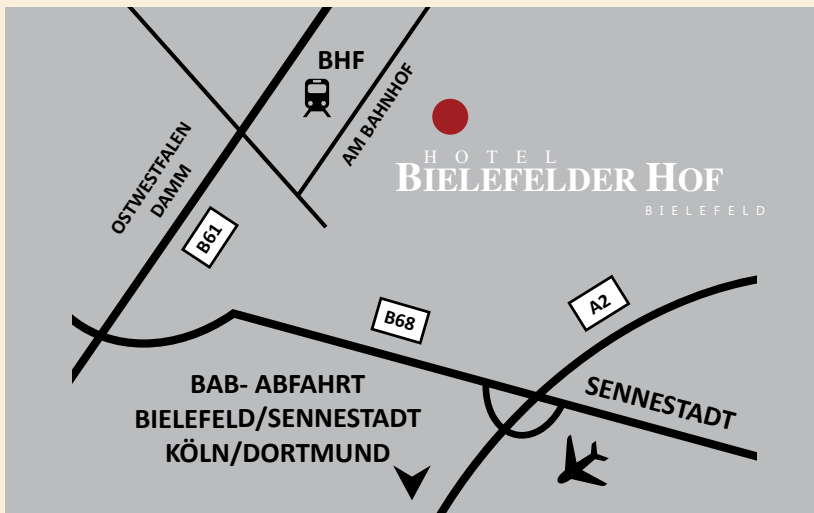 BHF
AM BAHNHOF
OSTWESTFALEN
DAMM
HOTEL
BIELEFELDER HOF
BIELEFELD
B61
B68
A2
SENNESTADT
BAB- ABFAHRT
BIELEFELD/SENNESTADT
KÖLN/DORTMUND